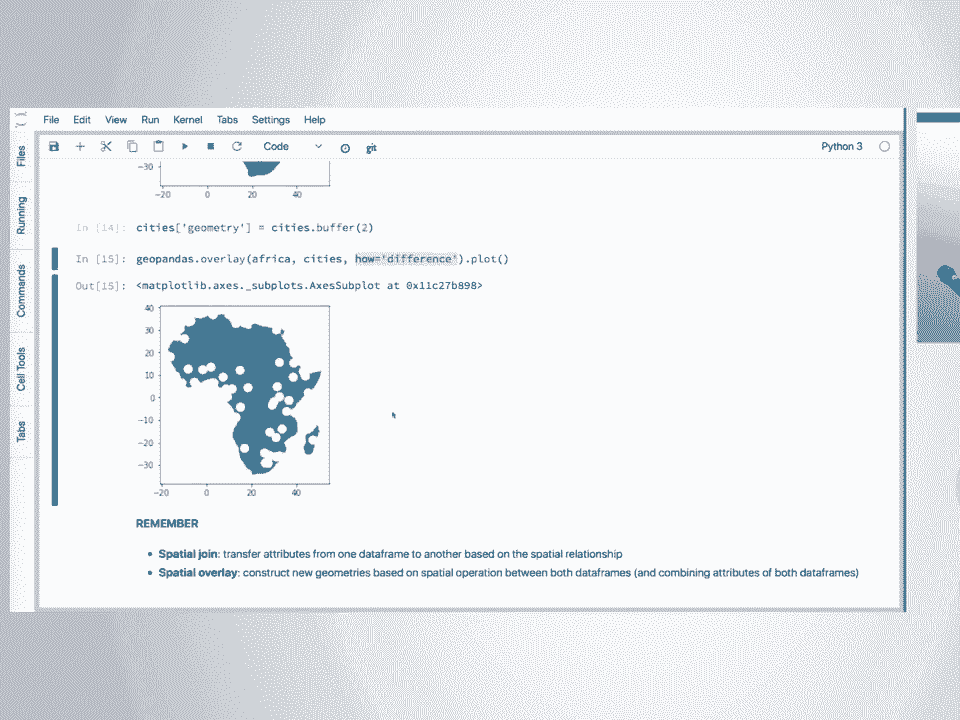 File Edit View Run Kernel Tabs Settings Help
Files
Running
Commands
Cell Tools
Tabs
Code
git
Python 3
−30
−20 0 20 40
In [14]: cities['geometry'] = cities.buffer(2)
In [15]: geopandas.overlay(africa, cities, how='difference').plot()
Out[15]: <matplotlib.axes._subplots.AxesSubplot at 0x11c27b898>
40
30
20
10
0
−10
−20
−30
−20 0 20 40
REMEMBER
• Spatial join: transfer attributes from one dataframe to another based on the spatial relationship
• Spatial overlay: construct new geometries based on spatial operation between both dataframes (and combining attributes of both dataframes)